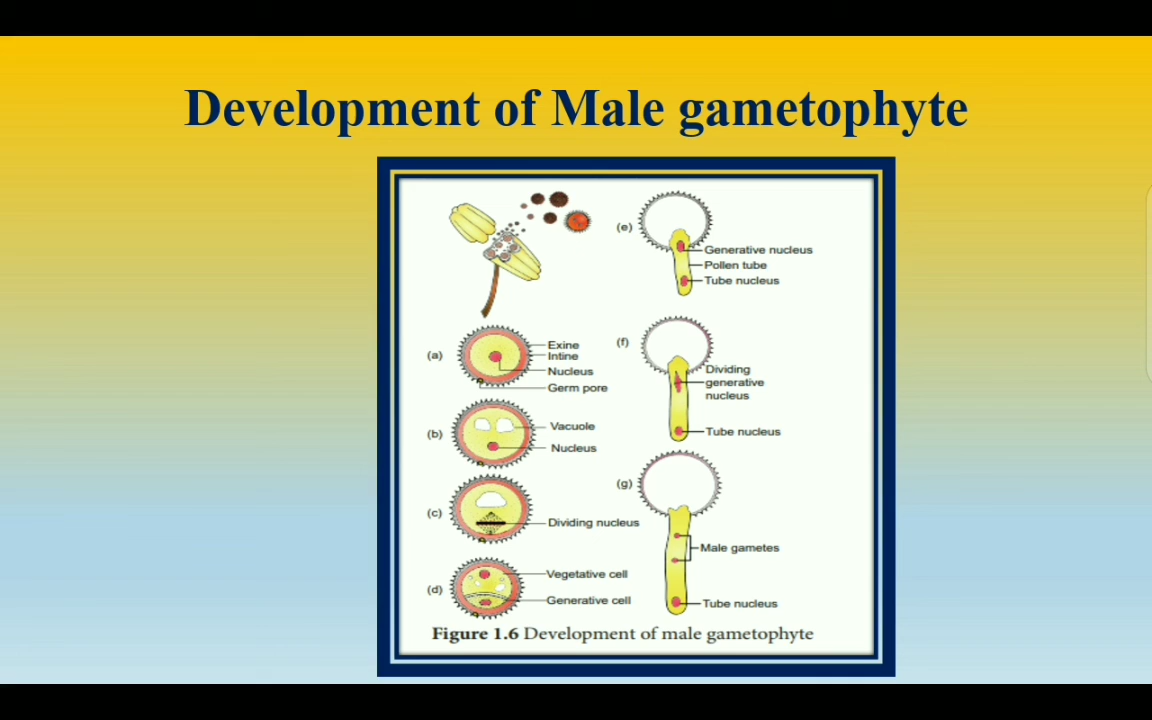 Development of Male gametophyte
(a)
Exine
Intine
Nucleus
Germ pore
(b)
Vacuole
Nucleus
(c)
Dividing nucleus
(d)
Vegetative cell
Generative cell
(e)
Generative nucleus
Pollen tube
Tube nucleus
(f)
Dividing
generative
nucleus
Tube nucleus
(g)
Male gametes
Tube nucleus
Figure 1.6 Development of male gametophyte